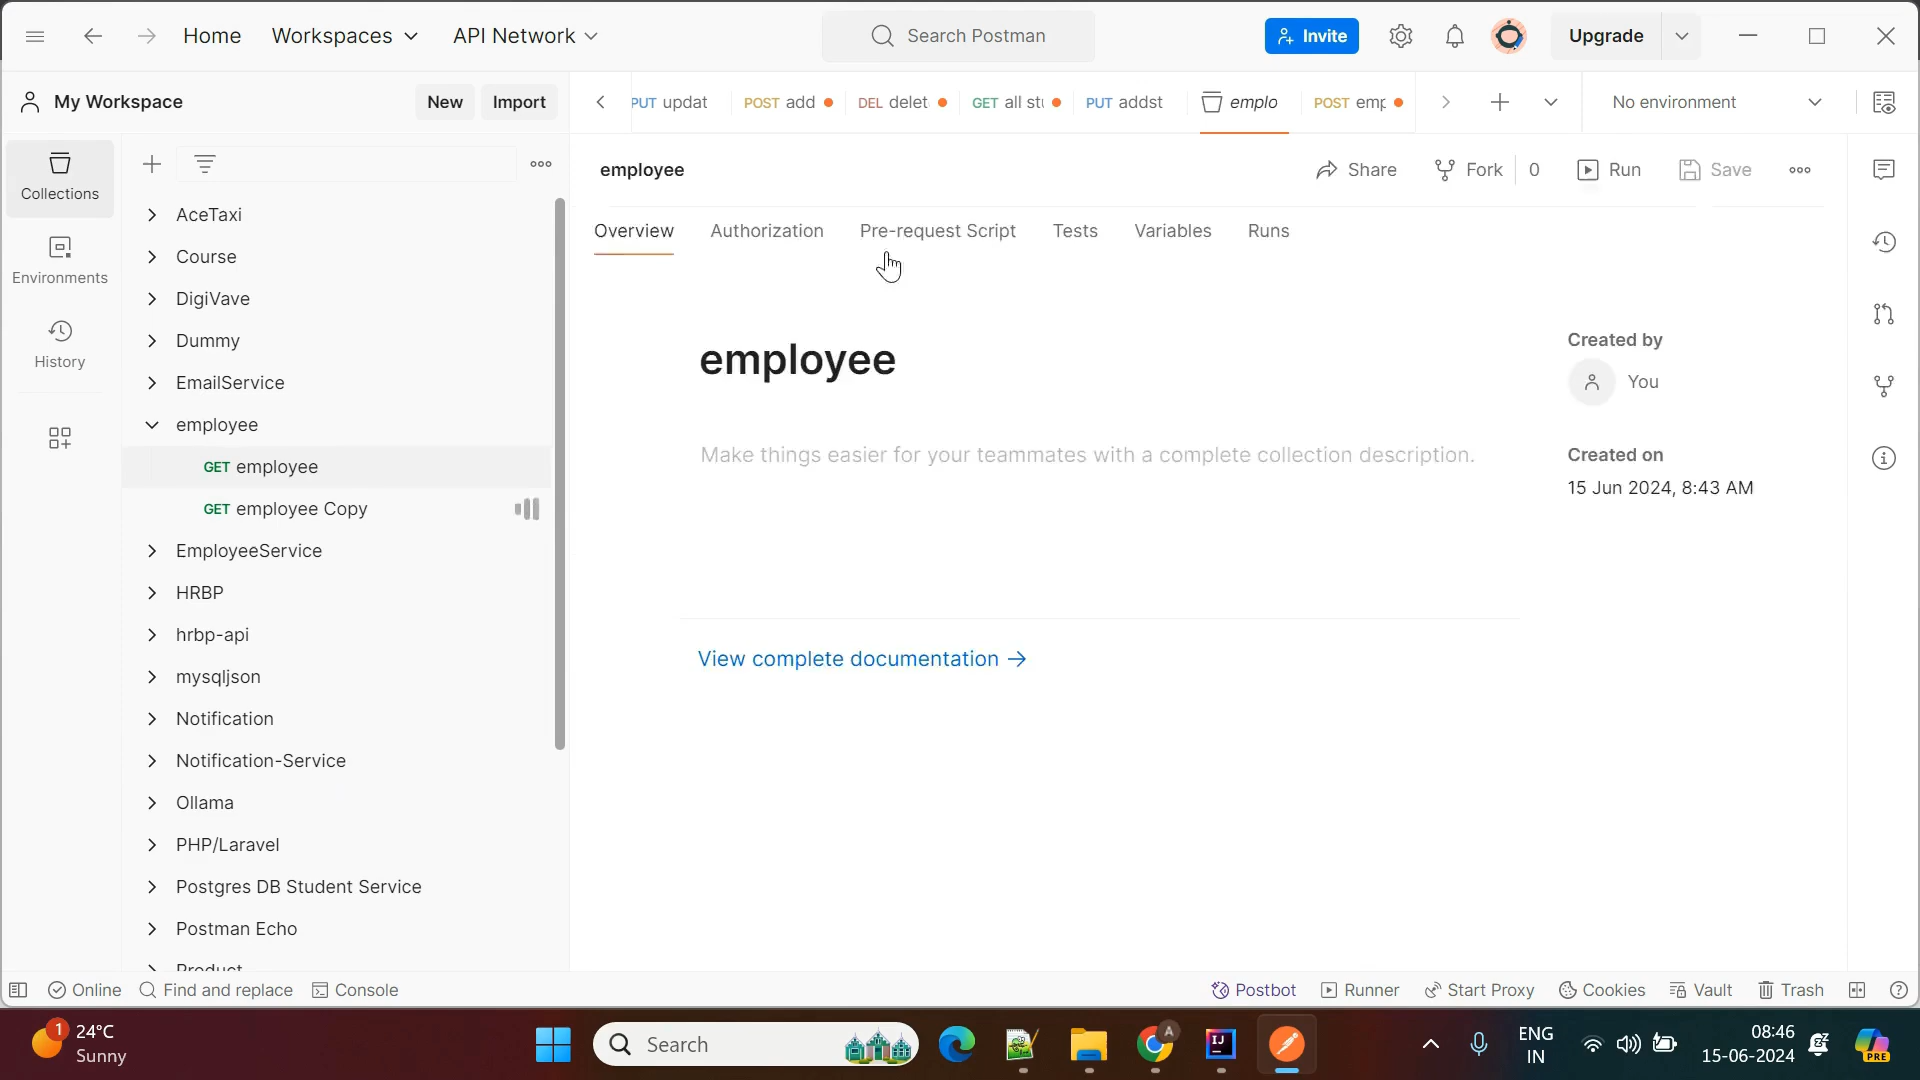 Home
Workspaces
API Network
Search Postman
Invite
Upgrade
My Workspace
New
Import
PUT updat
POST add
DEL delet
GET all stu
PUT addst
emplo
POST emp
No environment
Collections
Environments
History
AceTaxi
Course
DigiVave
Dummy
EmailService
employee
GET employee
GET employee Copy
EmployeeService
HRBP
hrbp-api
mysqljson
Notification
Notification-Service
Ollama
PHP/Laravel
Postgres DB Student Service
Postman Echo
Product
employee
Share
Fork 0
Run
Save
Overview
Authorization
Pre-request Script
Tests
Variables
Runs
employee
Make things easier for your teammates with a complete collection description.
View complete documentation →
Created by
You
Created on
15 Jun 2024, 8:43 AM
Online
Find and replace
Console
Postbot
Runner
Start Proxy
Cookies
Vault
Trash
1
24°C
Sunny
Search
A
IJ
ENG
IN
08:46
15-06-2024
PRE